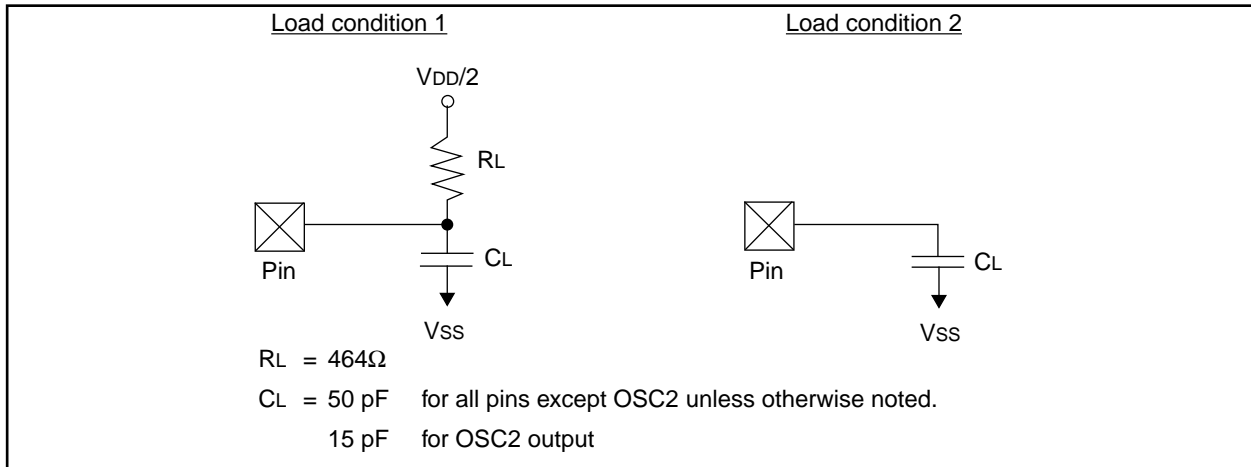 Load condition 1
Load condition 2
VDD/2
RL
Pin
CL
VSS
Pin
CL
VSS
RL = 464Ω
CL = 50 pF for all pins except OSC2 unless otherwise noted.
15 pF for OSC2 output